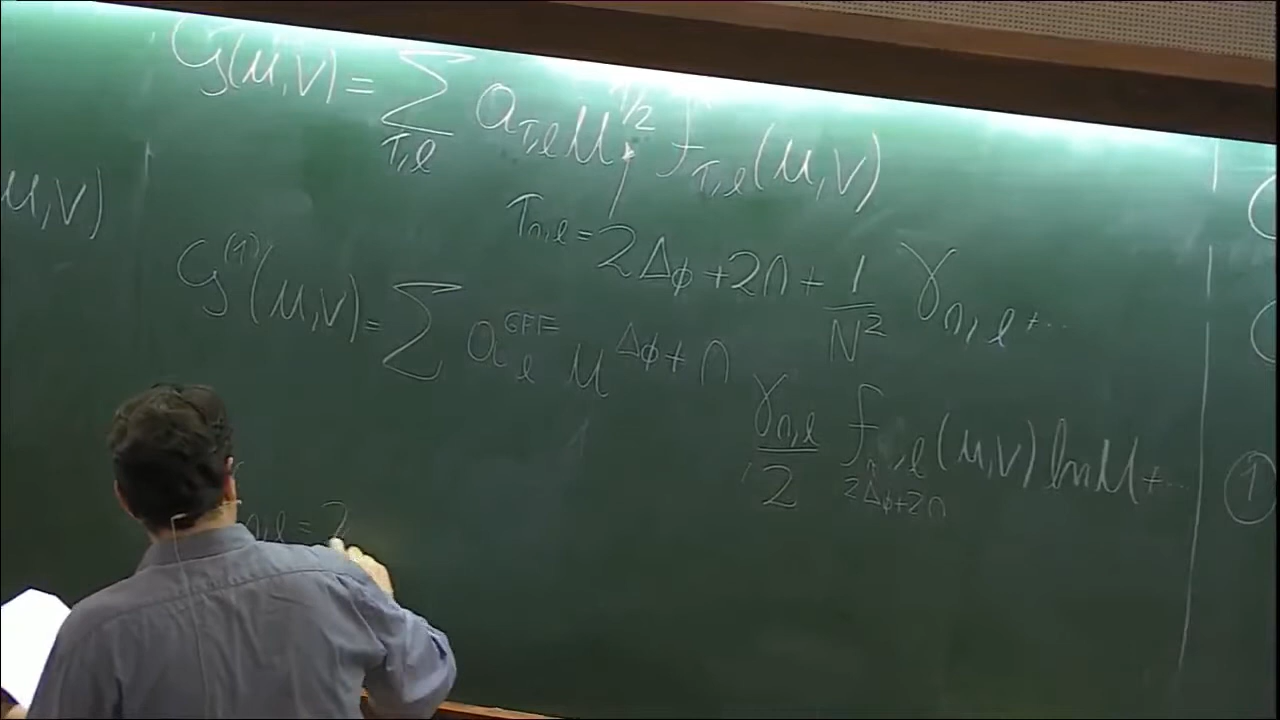 G(u,v) = Σ_{τ,ℓ} a_{τ,ℓ} u^{τ/2} f_{τ,ℓ}(u,v)
u,v)
τ_{n,ℓ} = 2Δ_φ + 2n + 1/N² γ_{n,ℓ} + ...
G^{(1)}(u,v) = Σ a_ℓ^{GFF} u^{Δφ + n}
γ_{n,ℓ}/2 f_{2Δ_φ+2n,ℓ}(u,v) ln u + ...
1
n,ℓ = ?